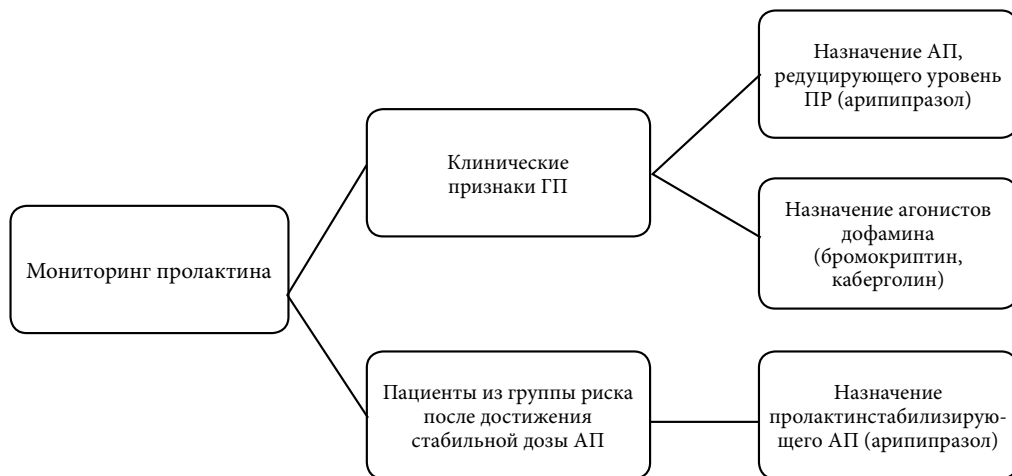 Мониторинг пролактина
Клинические
признаки ГП
Назначение АП,
редуцирующего уровень
ПР (арипипразол)
Назначение агонистов
дофамина
(бромокриптин,
каберголин)
Пациенты из группы риска
после достижения
стабильной дозы АП
Назначение
пролактинстабилизирую-
щего АП (арипипразол)